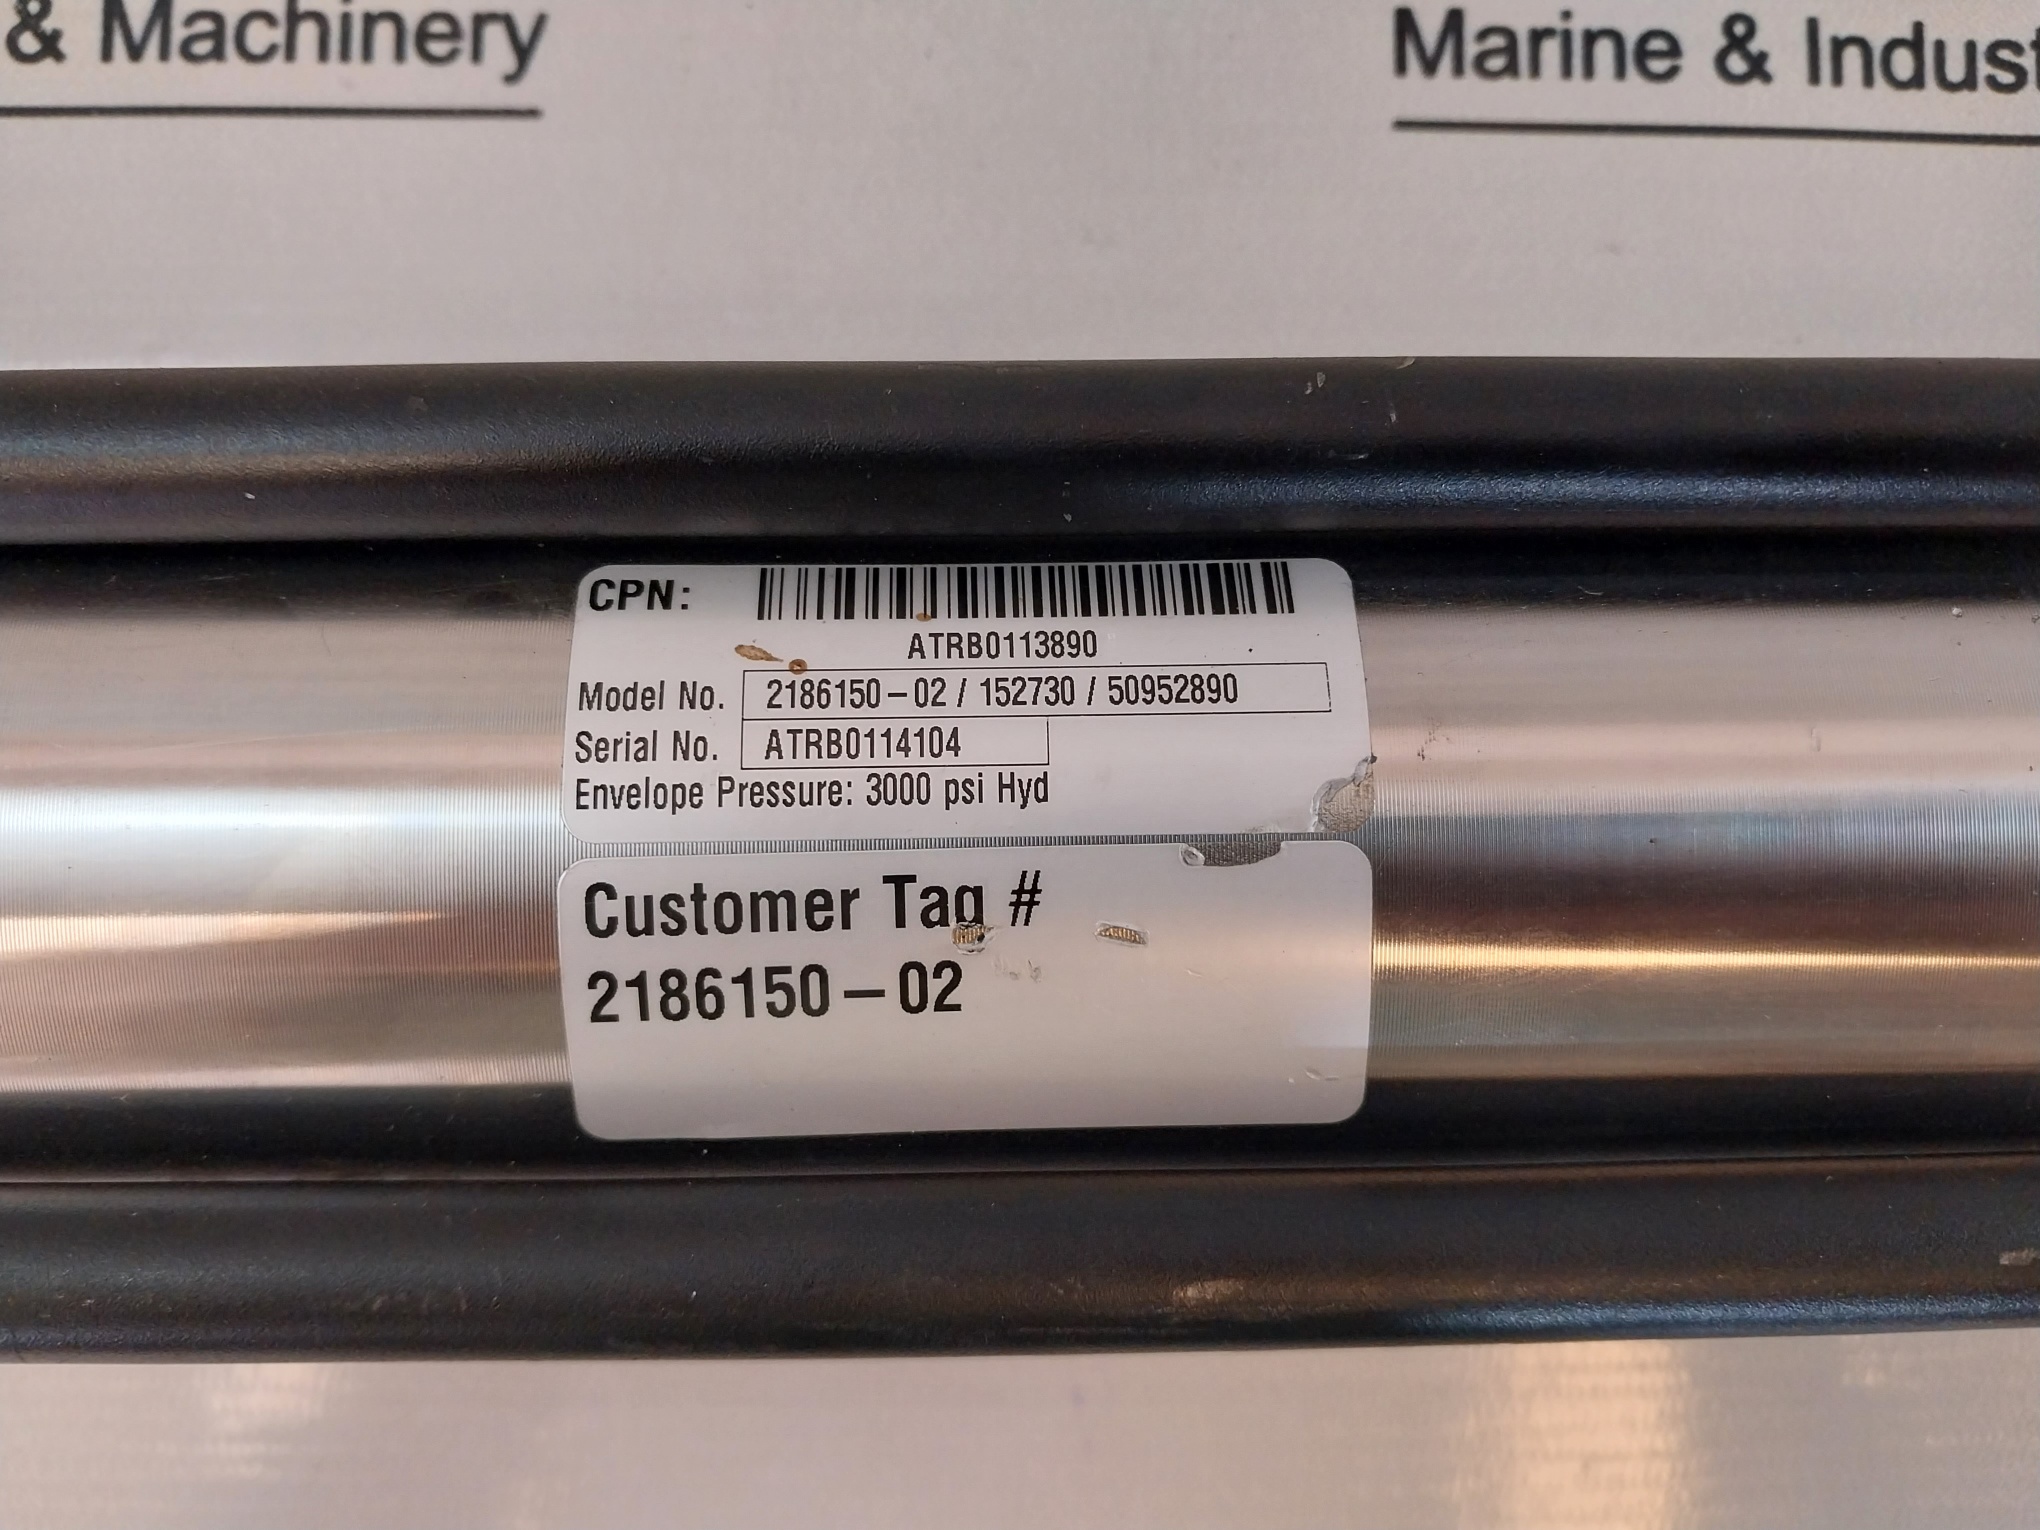 & Machinery
Marine & Indust
CPN:
ATRB0113890
Model No. 2186150-02 / 152730 / 50952890
Serial No. ATRB0114104
Envelope Pressure: 3000 psi Hyd
Customer Tag #
2186150-02